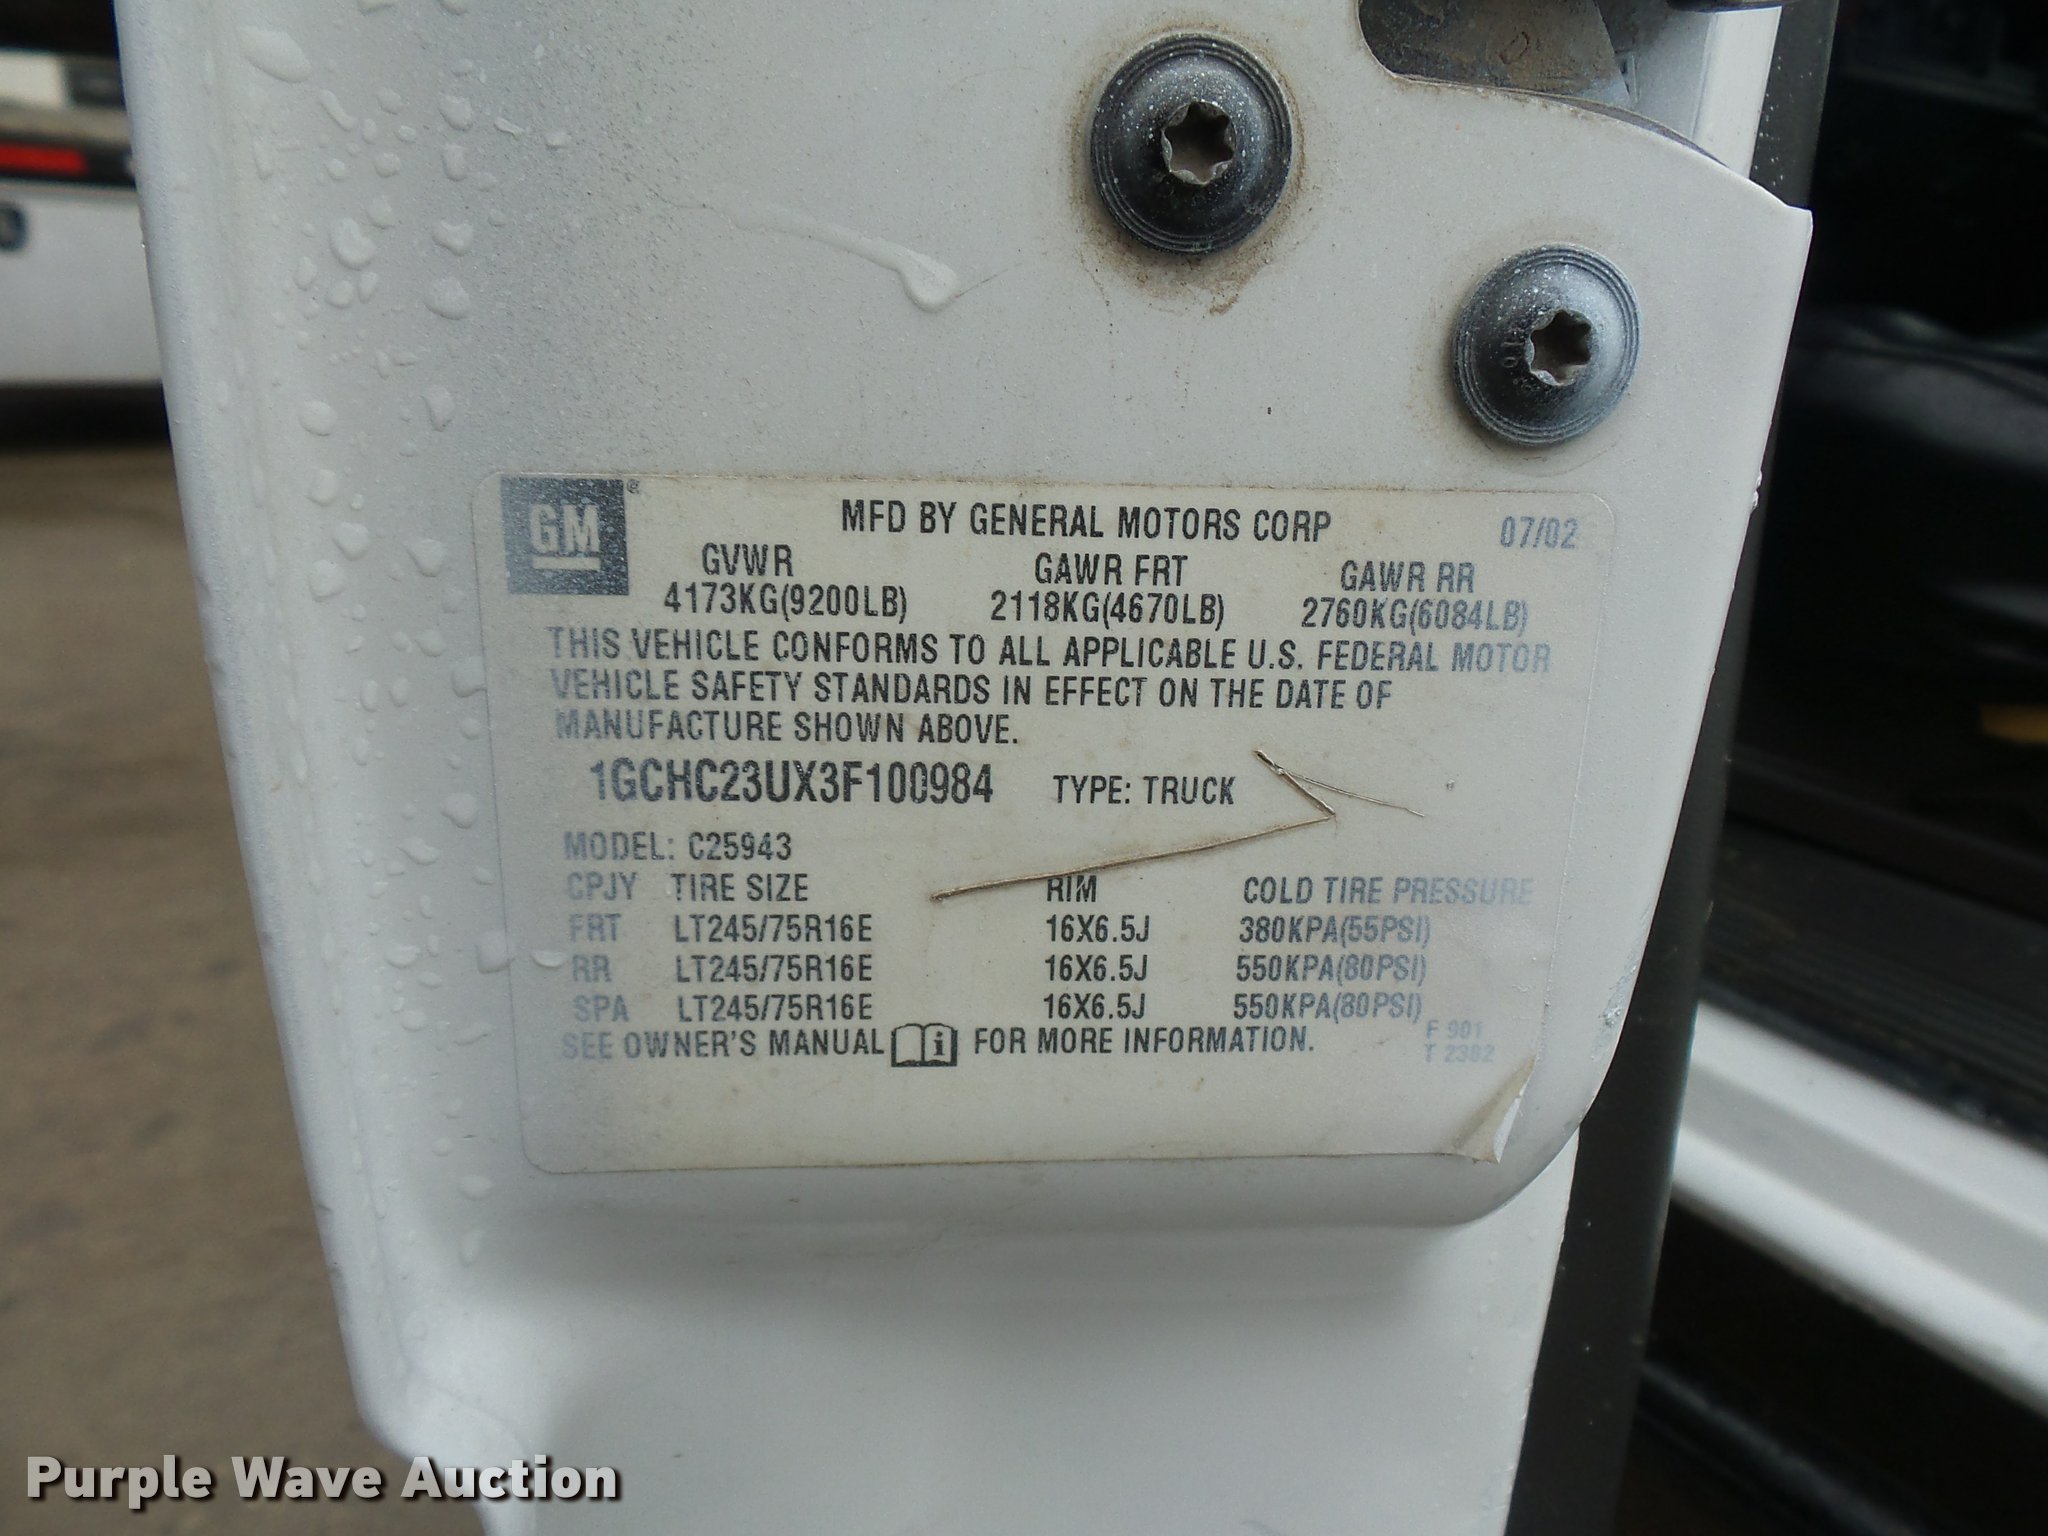 GM®
MFD BY GENERAL MOTORS CORP 07/02
GVWR GAWR FRT GAWR RR
4173KG(9200LB) 2118KG(4670LB) 2760KG(6084LB)
THIS VEHICLE CONFORMS TO ALL APPLICABLE U.S. FEDERAL MOTOR
VEHICLE SAFETY STANDARDS IN EFFECT ON THE DATE OF
MANUFACTURE SHOWN ABOVE.
1GCHC23UX3F100984 TYPE: TRUCK
MODEL: C25943
CPJY TIRE SIZE RIM COLD TIRE PRESSURE
FRT LT245/75R16E 16X6.5J 380KPA(55PSI)
RR LT245/75R16E 16X6.5J 550KPA(80PSI)
SPA LT245/75R16E 16X6.5J 550KPA(80PSI)
SEE OWNER'S MANUAL FOR MORE INFORMATION.
F 901
T 2382
Purple Wave Auction